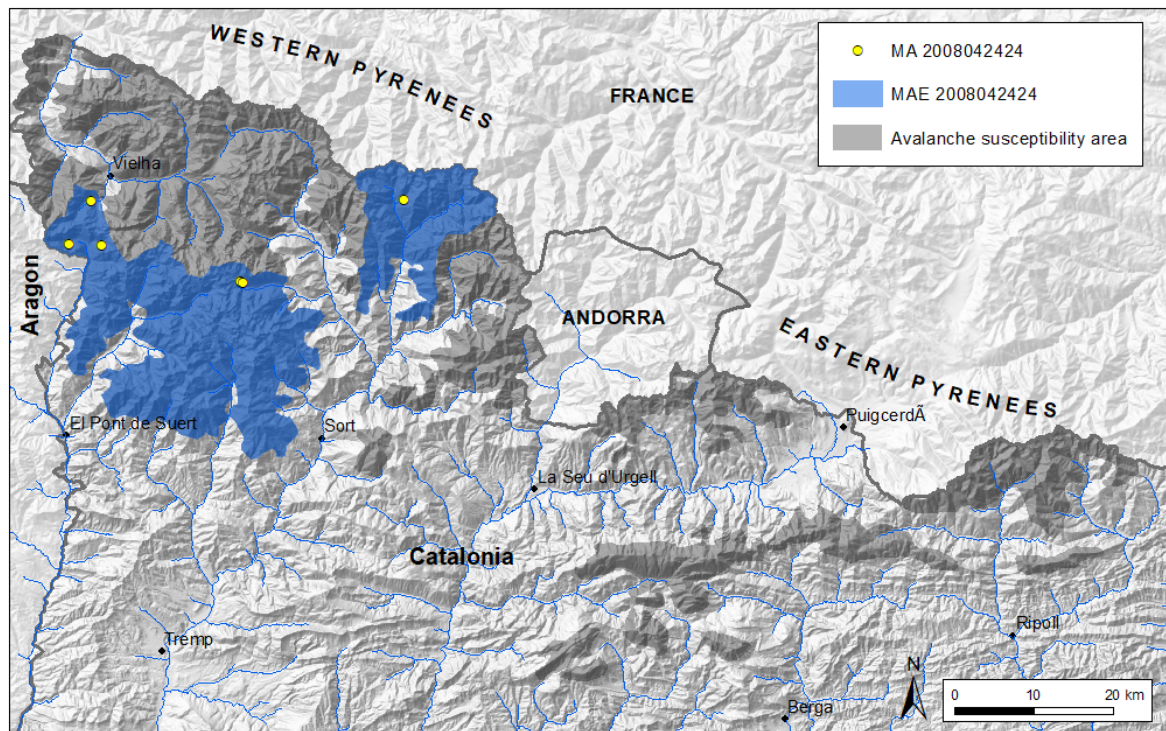 WESTERN PYRENEES
FRANCE
MA 2008042424
MAE 2008042424
Avalanche susceptibility area
Vielha
Aragon
ANDORRA
EASTERN PYRENEES
El Pont de Suert
Sort
PuigcerdÃ
La Seu d'Urgell
Catalonia
Tremp
Ripoll
Berga
N
0 10 20 km